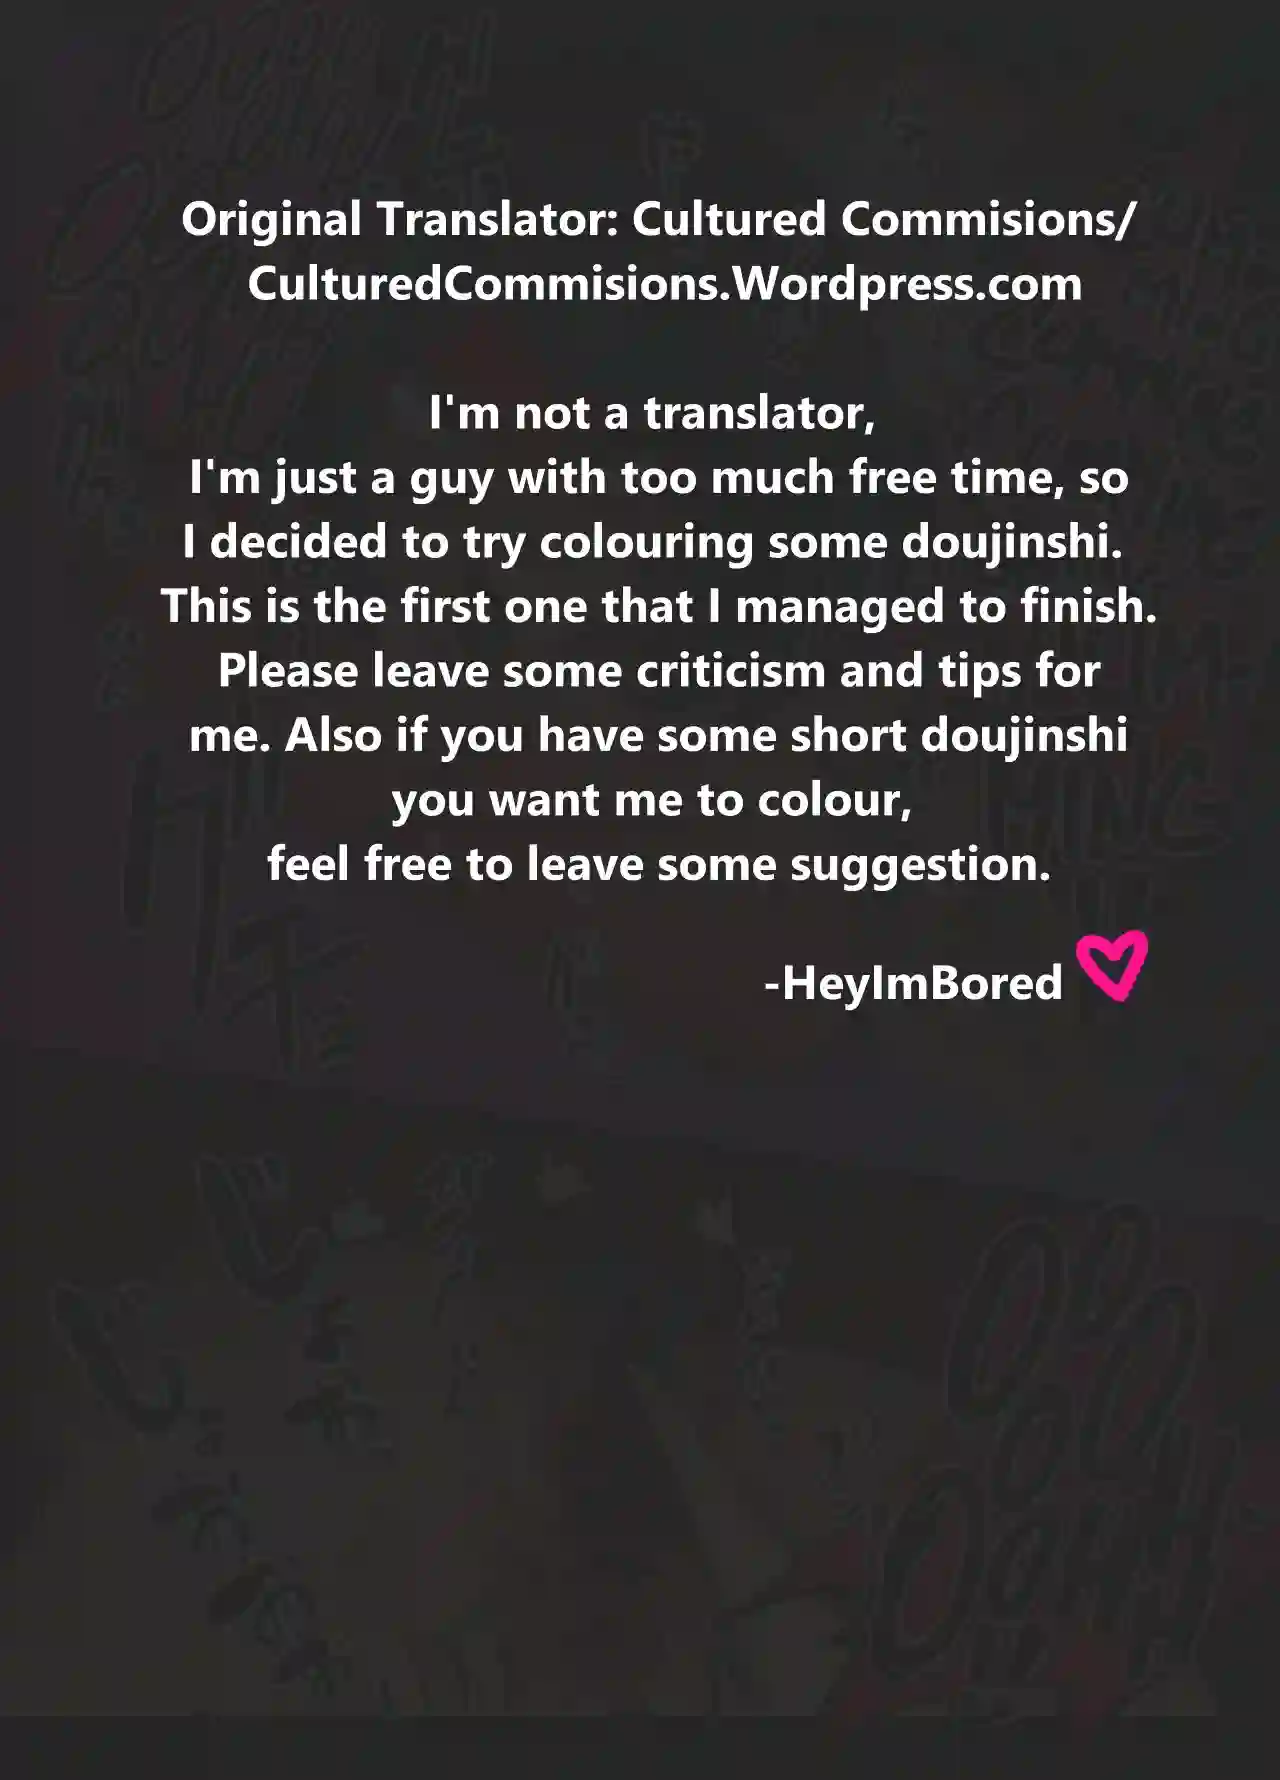 Original Translator: Cultured Commisions/
CulturedCommisions.Wordpress.com
I'm not a translator,
I'm just a guy with too much free time, so
I decided to try colouring some doujinshi.
This is the first one that I managed to finish.
Please leave some criticism and tips for
me. Also if you have some short doujinshi
you want me to colour,
feel free to leave some suggestion.
-HeyImBored